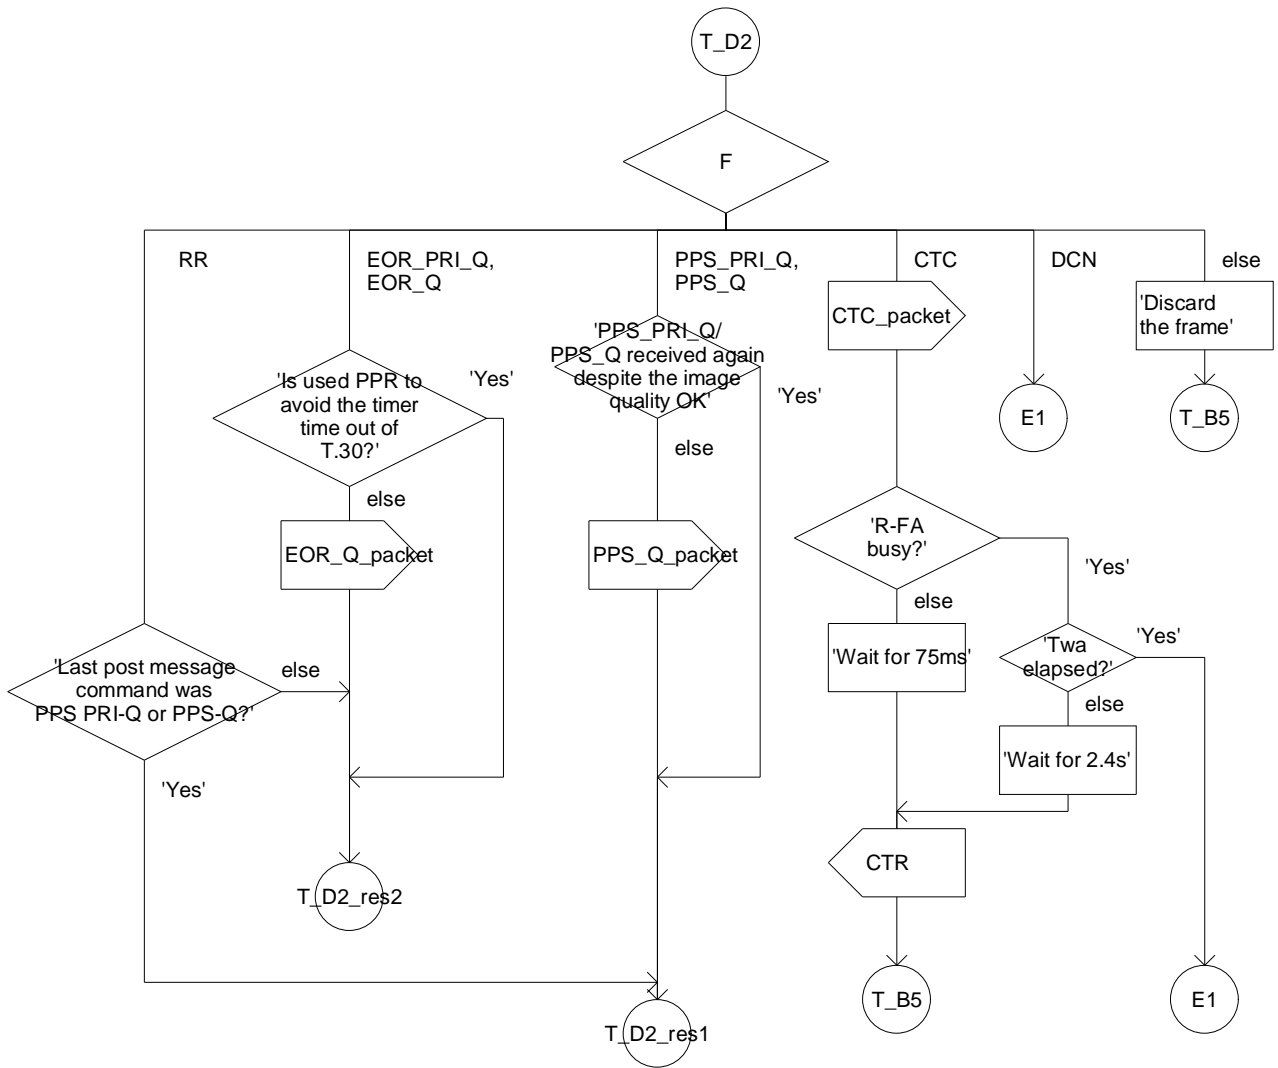 T_D2
F
RR
EOR_PRI_Q,
EOR_Q
PPS_PRI_Q,
PPS_Q
CTC
DCN
else
CTC_packet
'Discard
the frame'
'PPS_PRI_Q/
PPS_Q received again
despite the image
quality OK'
'Yes'
'Is used PPR to
avoid the timer
time out of
T.30?'
'Yes'
E1
T_B5
else
else
EOR_Q_packet
PPS_Q_packet
'R-FA
busy?'
'Yes'
else
'Wait for 75ms'
'Twa
elapsed?'
'Yes'
else
'Last post message
command was
PPS PRI-Q or PPS-Q?'
else
'Yes'
'Wait for 2.4s'
CTR
T_D2_res2
T_B5
E1
T_D2_res1